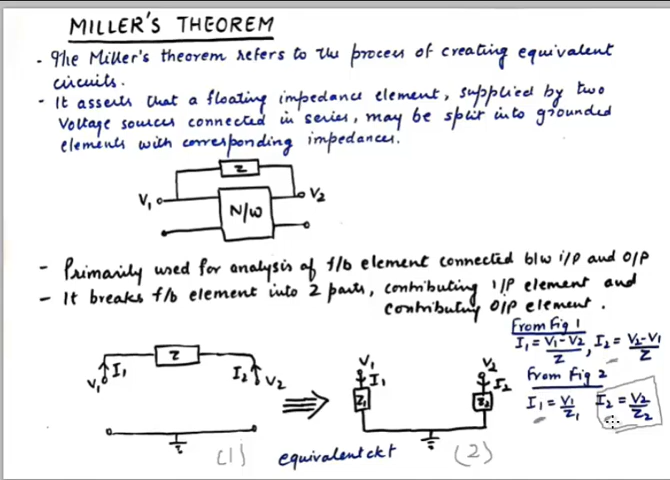 MILLER'S THEOREM
- The Miller's theorem refers to the process of creating equivalent
circuits.
- It asserts that a floating impedance element, supplied by two
Voltage sources connected in series, may be split into grounded
elements with corresponding impedances.
Z
V₁ N/W V₂
- Primarily used for analysis of f/b element connected b/w i/p and O/P
- It breaks f/b element into 2 parts, contributing I/P element and
contributing O/P element.
From Fig 1
I₁ = V₁-V₂/Z, I₂ = V₂-V₁/Z
From Fig 2
I₁ = V₁/Z₁ I₂ = V₂/Z₂
Z
V₁ I₁ I₂ V₂
V₁ V₂
I₁ I₂
Z₁ Z₂
(1) equivalent ckt (2)